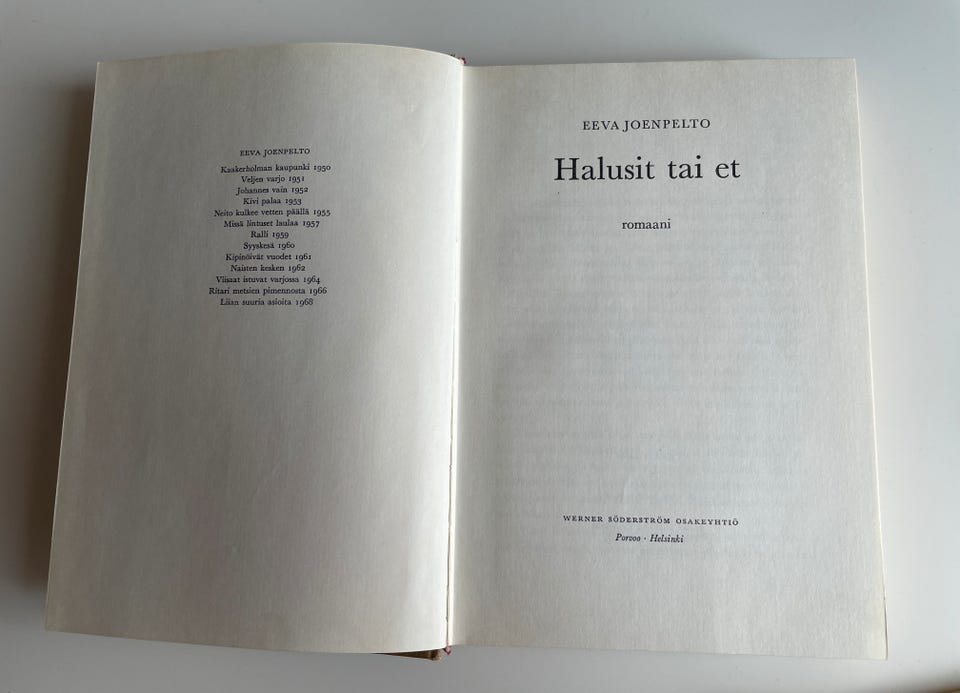 EEVA JOENPELTO
Kaakerholman kaupunki 1950
Veljen varjo 1951
Johannes vain 1952
Kivi palaa 1953
Neito kulkee vetten päällä 1955
Missä lintuset laulaa 1957
Ralli 1959
Syyskesä 1960
Kipinöivät vuodet 1961
Naisten kesken 1962
Viisaat istuvat varjossa 1964
Ritari metsien pimennosta 1966
Liian suuria asioita 1968
EEVA JOENPELTO
Halusit tai et
romaani
WERNER SÖDERSTRÖM OSAKEYHTIÖ
Porvoo · Helsinki